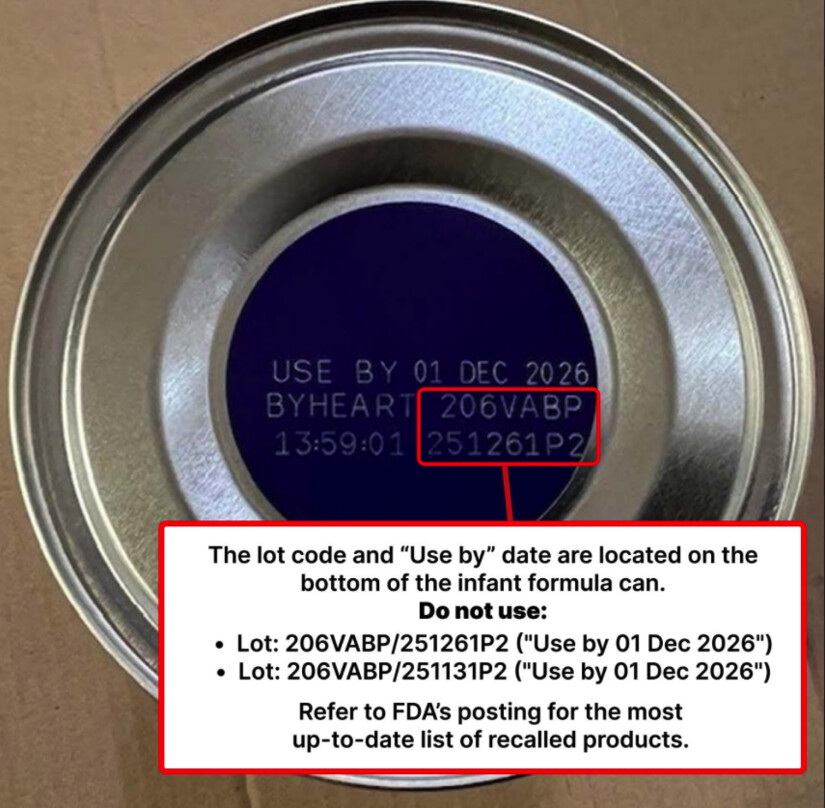 USE BY 01 DEC 2026
BYHEART 206VABP
13:59:01 251261P2
The lot code and “Use by” date are located on the
bottom of the infant formula can.
Do not use:
• Lot: 206VABP/251261P2 ("Use by 01 Dec 2026")
• Lot: 206VABP/251131P2 ("Use by 01 Dec 2026")
Refer to FDA’s posting for the most
up-to-date list of recalled products.